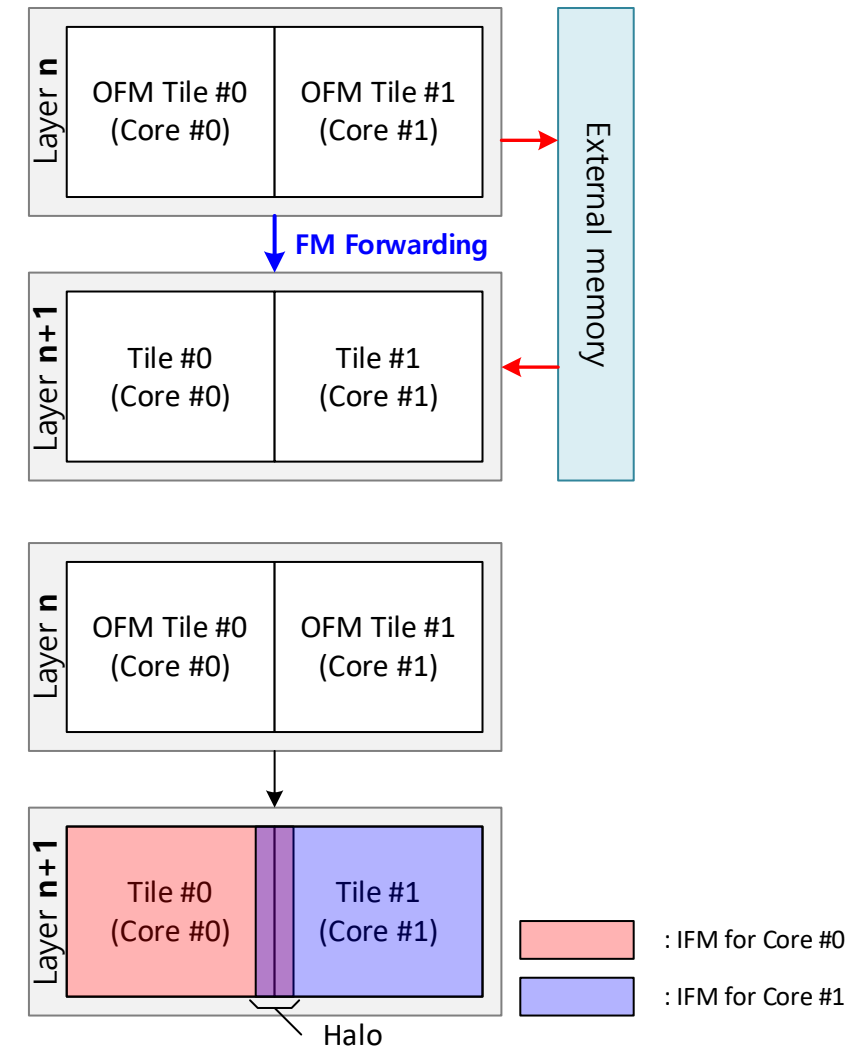 Layer n
OFM Tile #0
(Core #0)
OFM Tile #1
(Core #1)
External memory
FM Forwarding
Layer n+1
Tile #0
(Core #0)
Tile #1
(Core #1)
Layer n
OFM Tile #0
(Core #0)
OFM Tile #1
(Core #1)
Layer n+1
Tile #0
(Core #0)
Tile #1
(Core #1)
: IFM for Core #0
: IFM for Core #1
Halo